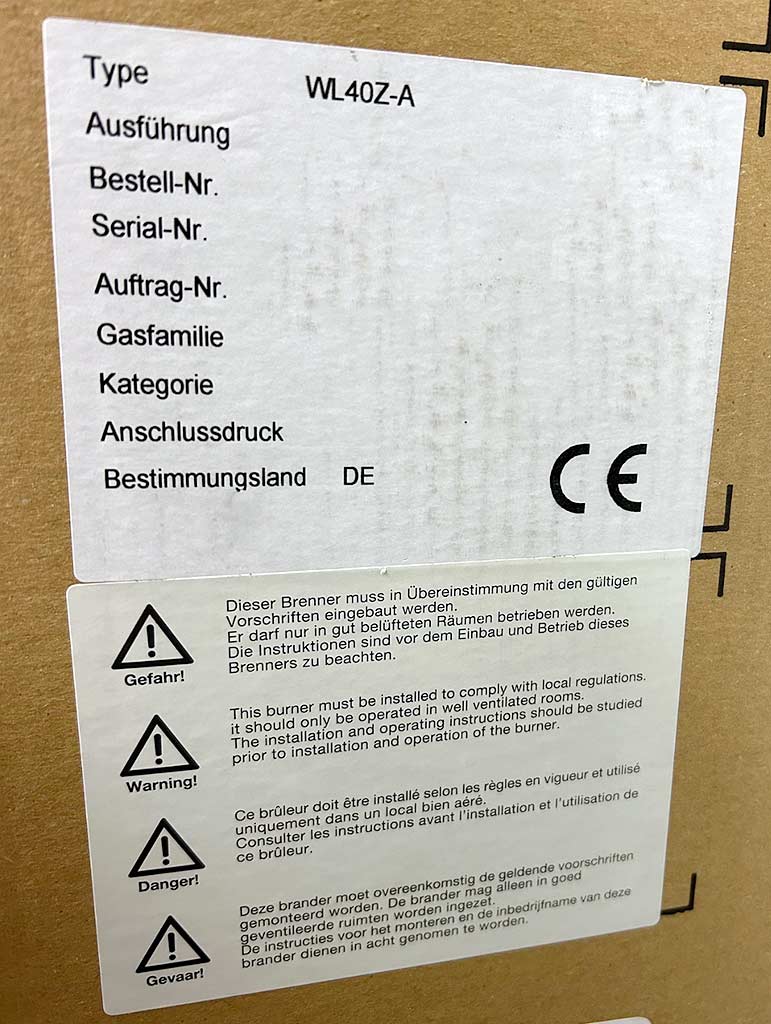 Type WL40Z-A
Ausführung
Bestell-Nr.
Serial-Nr.
Auftrag-Nr.
Gasfamilie
Kategorie
Anschlussdruck
Bestimmungsland DE
CE
Gefahr!
Dieser Brenner muss in Übereinstimmung mit den gültigen
Vorschriften eingebaut werden.
Er darf nur in gut belüfteten Räumen betrieben werden.
Die Instruktionen sind vor dem Einbau und Betrieb dieses
Brenners zu beachten.
Warning!
This burner must be installed to comply with local regulations.
it should only be operated in well ventilated rooms.
The installation and operating instructions should be studied
prior to installation and operation of the burner.
Danger!
Ce brûleur doit être installé selon les règles en vigueur et utilisé
uniquement dans un local bien aéré.
Consulter les instructions avant l'installation et l'utilisation de
ce brûleur.
Gevaar!
Deze brander moet overeenkomstig de geldende voorschriften
gemonteerd worden. De brander mag alleen in goed
geventileerde ruimten worden ingezet.
De instructies voor het monteren en de inbedrijfname van deze
brander dienen in acht genomen te worden.